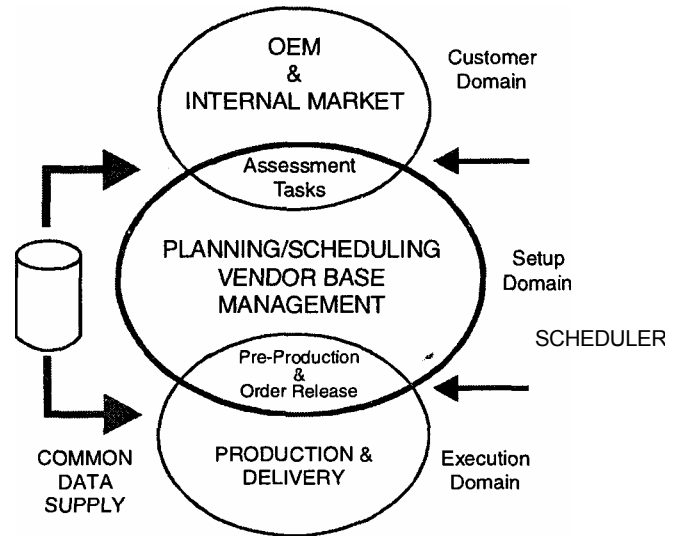 OEM
&
INTERNAL MARKET
Customer
Domain
Assessment
Tasks
PLANNING/SCHEDULING
VENDOR BASE
MANAGEMENT
Setup
Domain
SCHEDULER
Pre-Production
&
Order Release
PRODUCTION &
DELIVERY
Execution
Domain
COMMON
DATA
SUPPLY